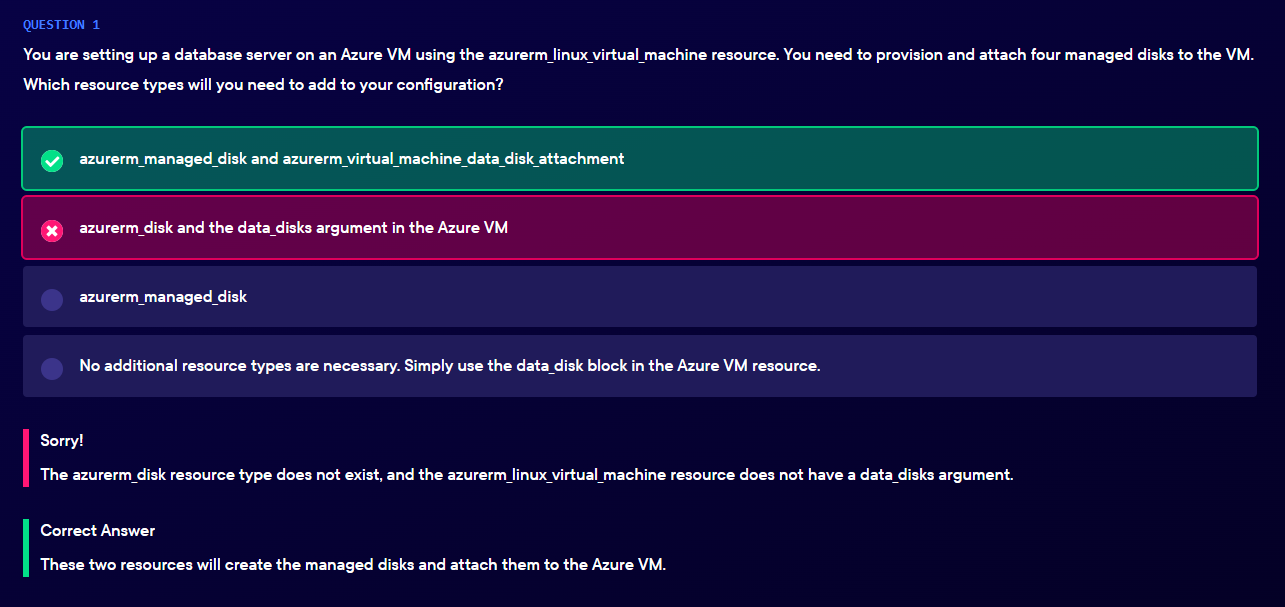 QUESTION 1
You are setting up a database server on an Azure VM using the azurerm_linux_virtual_machine resource. You need to provision and attach four managed disks to the VM.
Which resource types will you need to add to your configuration?
azurerm_managed_disk and azurerm_virtual_machine_data_disk_attachment
azurerm_disk and the data_disks argument in the Azure VM
azurerm_managed_disk
No additional resource types are necessary. Simply use the data_disk block in the Azure VM resource.
Sorry!
The azurerm_disk resource type does not exist, and the azurerm_linux_virtual_machine resource does not have a data_disks argument.
Correct Answer
These two resources will create the managed disks and attach them to the Azure VM.